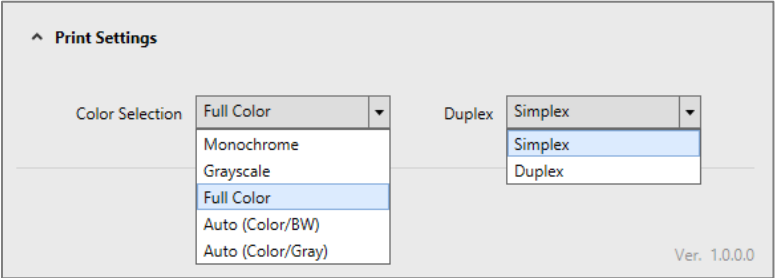 Print Settings
Color Selection Full Color Duplex Simplex
Monochrome Simplex
Grayscale Duplex
Full Color
Auto (Color/BW)
Auto (Color/Gray)
Ver. 1.0.0.0